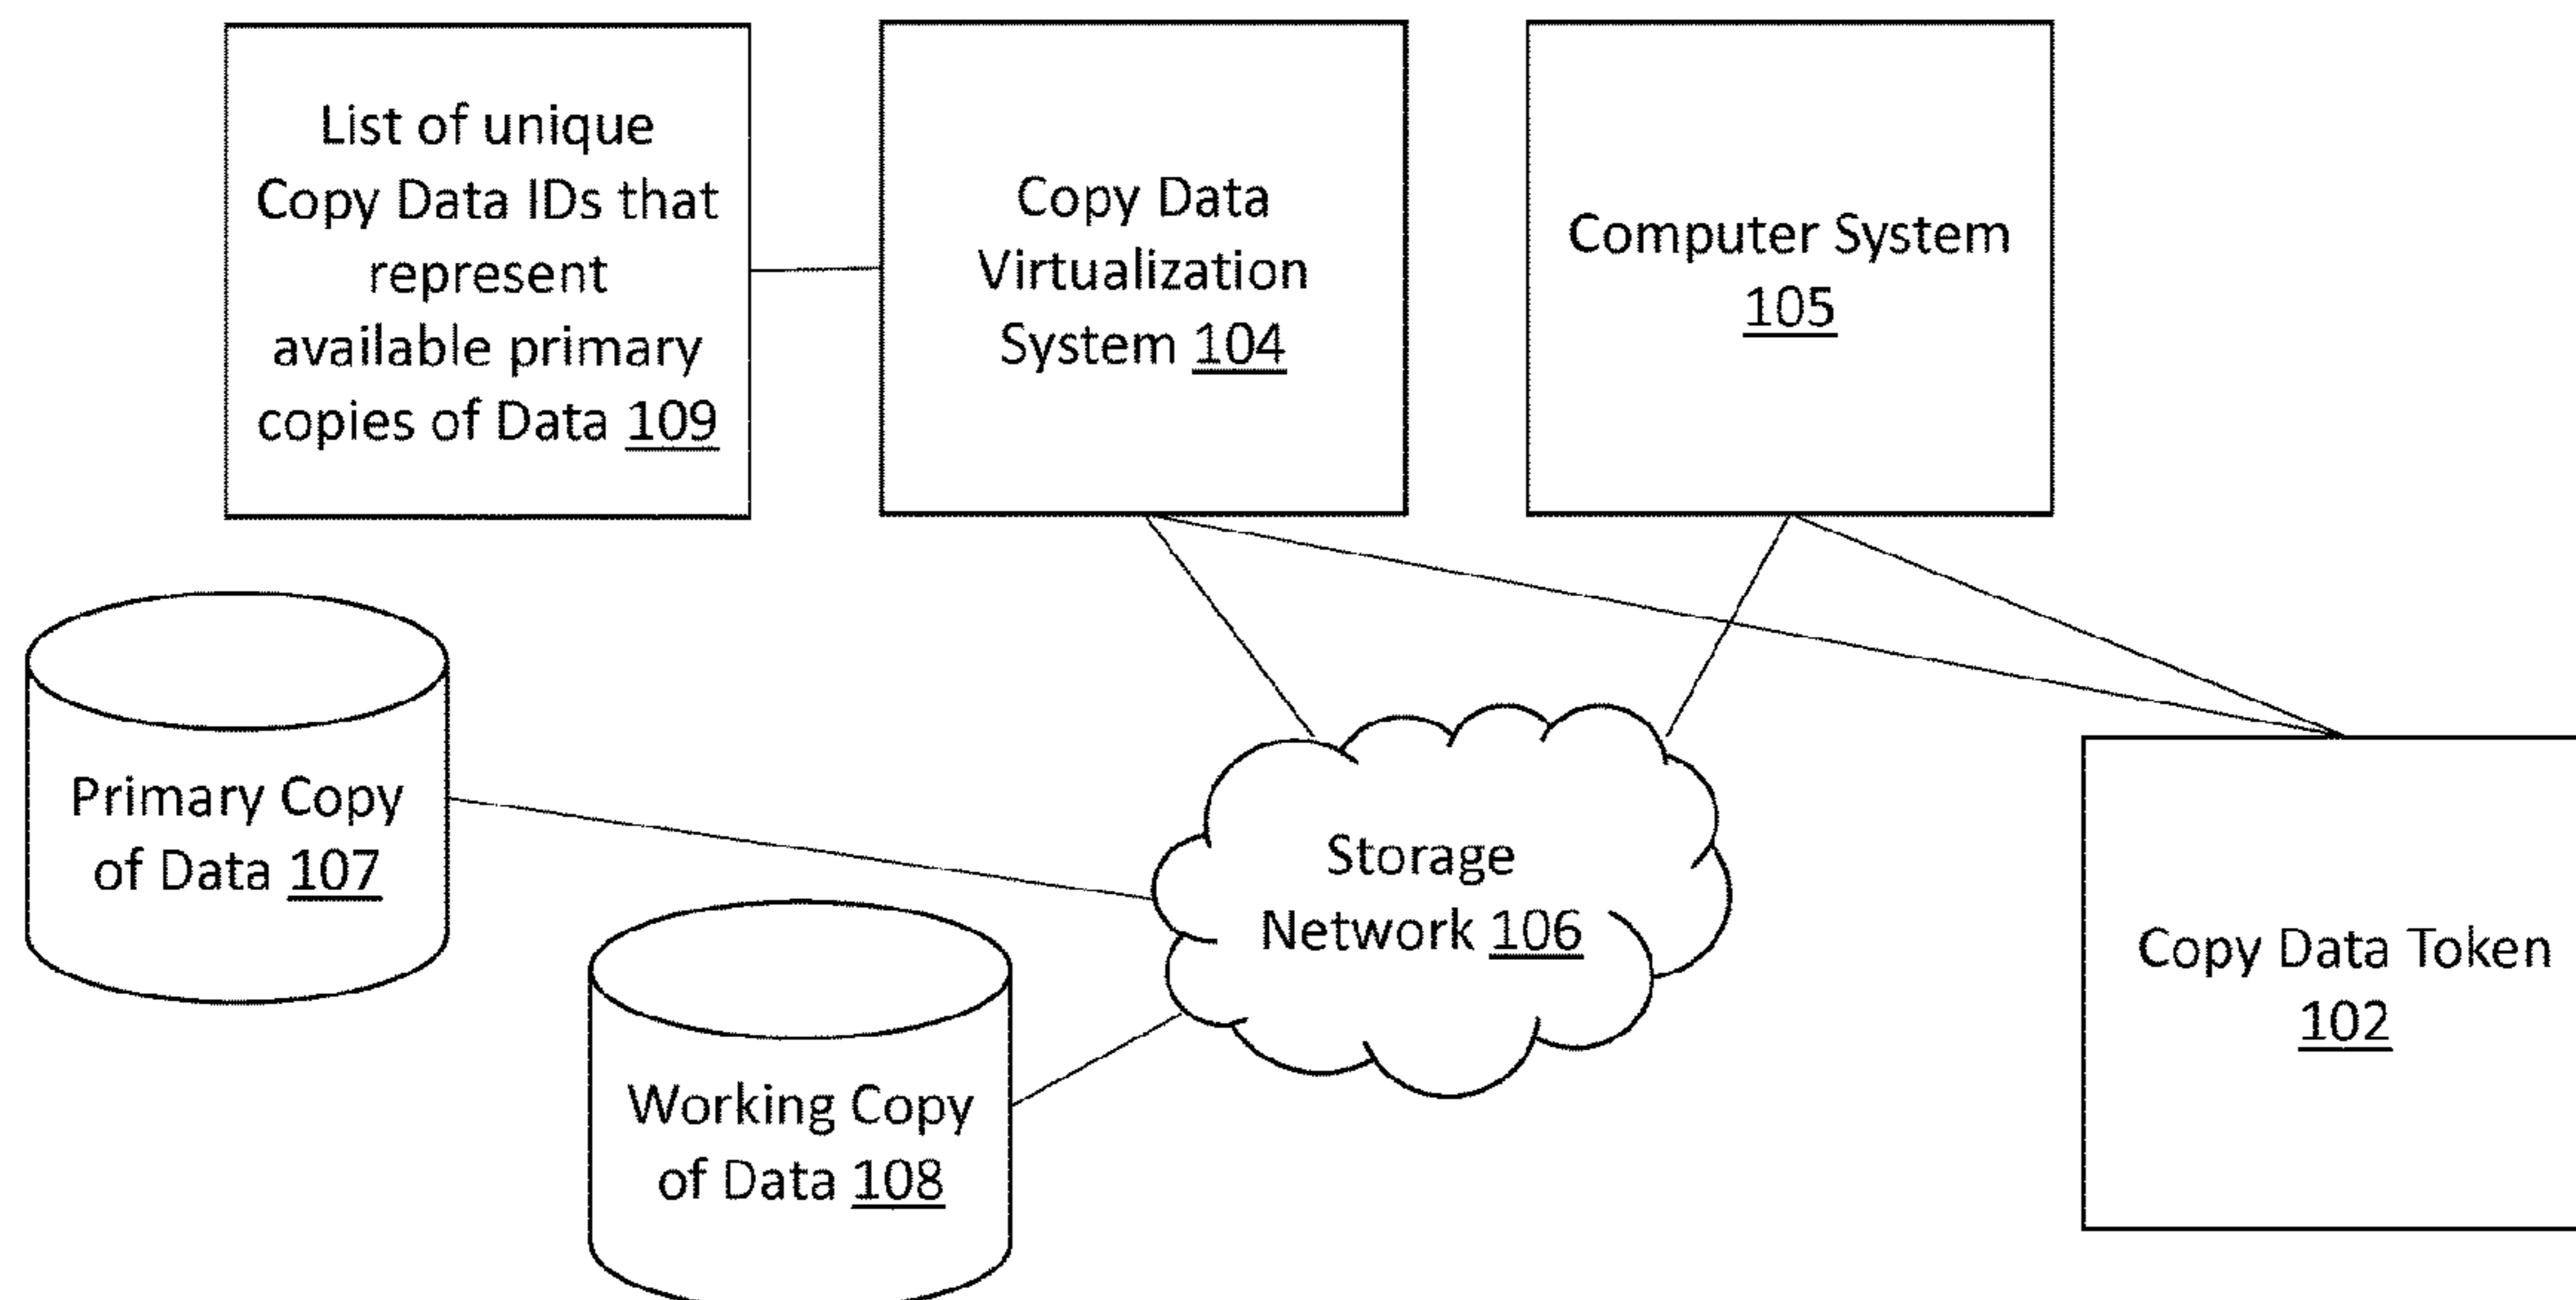 List of unique
Copy Data IDs that
represent
available primary
copies of Data 109
Copy Data
Virtualization
System 104
Computer System
105
Primary Copy
of Data 107
Working Copy
of Data 108
Storage
Network 106
Copy Data Token
102